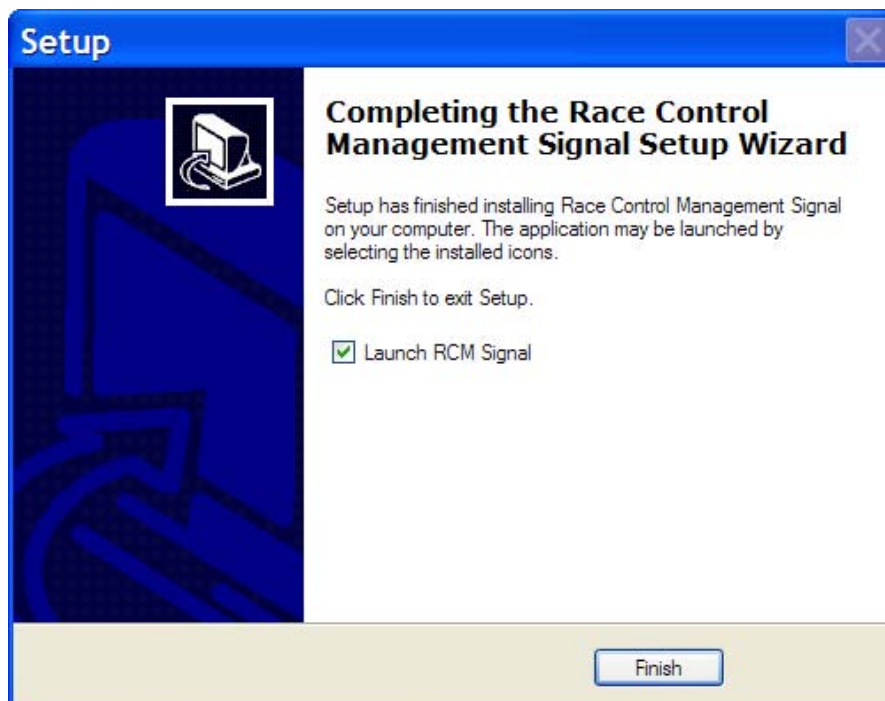 Setup
Completing the Race Control
Management Signal Setup Wizard
Setup has finished installing Race Control Management Signal
on your computer. The application may be launched by
selecting the installed icons.
Click Finish to exit Setup.
Launch RCM Signal
Finish